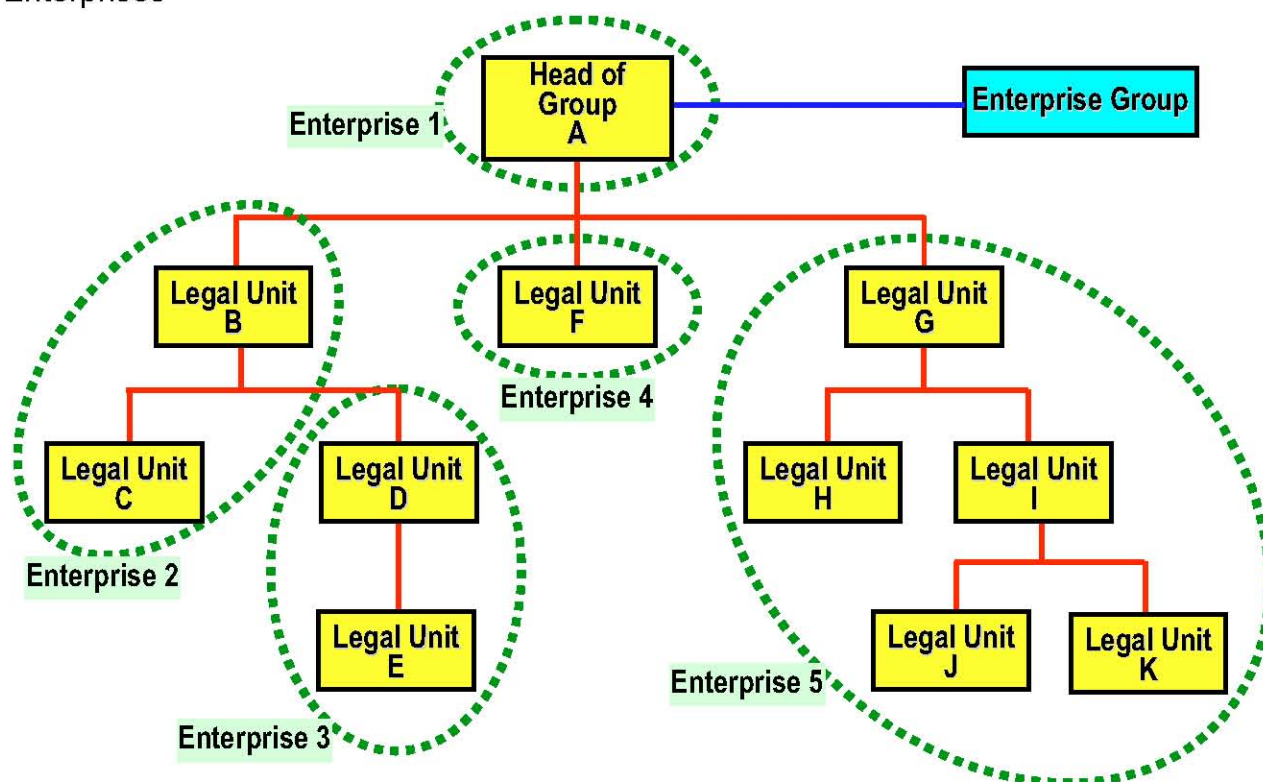 Enterprises
Head of
Group
A
Enterprise Group
Enterprise 1
Legal Unit
B
Legal Unit
F
Legal Unit
G
Enterprise 4
Legal Unit
C
Legal Unit
D
Legal Unit
H
Legal Unit
I
Enterprise 2
Legal Unit
E
Legal Unit
J
Legal Unit
K
Enterprise 5
Enterprise 3